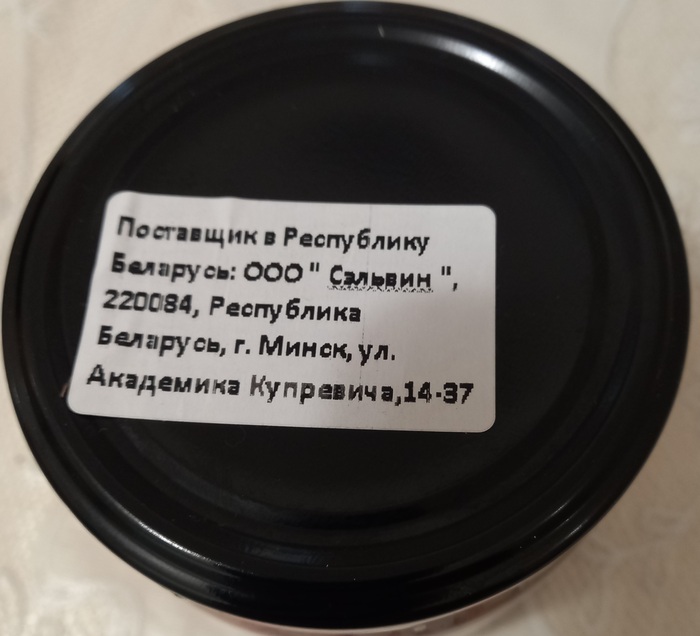 Поставщик в Республику
Беларусь: ООО " Сальвин ",
220084, Республика
Беларусь, г. Минск, ул.
Академика Купревича,14-37